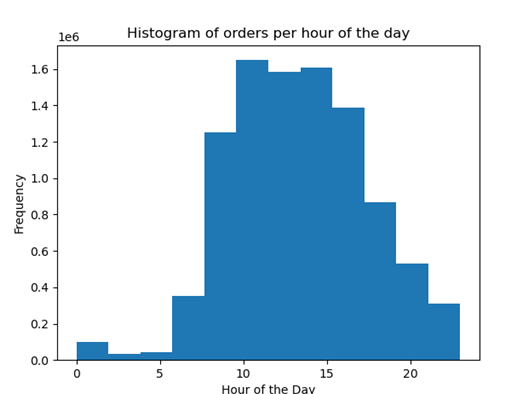 Histogram of orders per hour of the day
1e6
1.6
1.4
1.2
1.0
0.8
0.6
0.4
0.2
0.0
Frequency
0 5 10 15 20
Hour of the Day